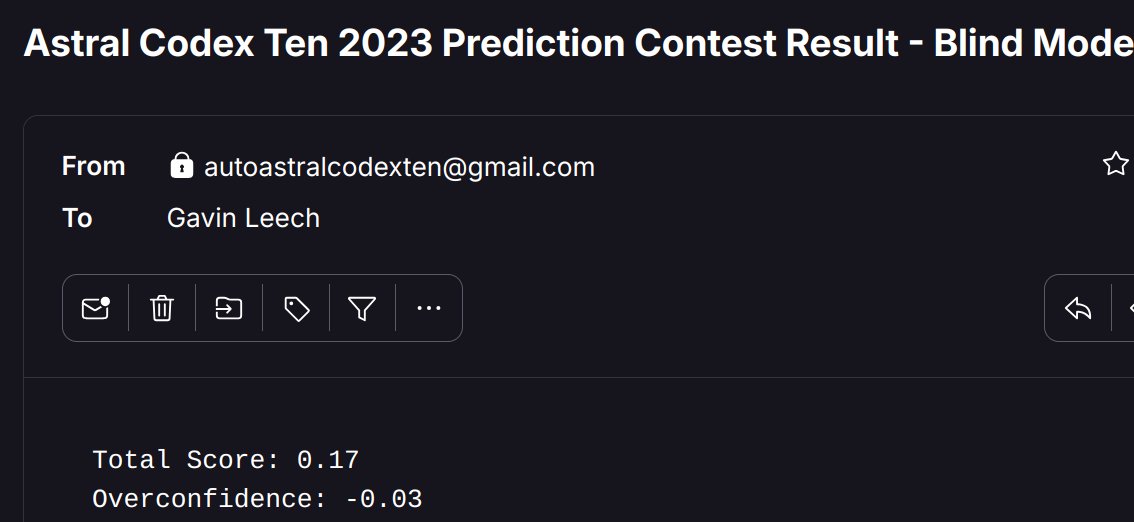 Astral Codex Ten 2023 Prediction Contest Result - Blind Mode
From autoastralcodexten@gmail.com
To Gavin Leech
Total Score: 0.17
Overconfidence: -0.03